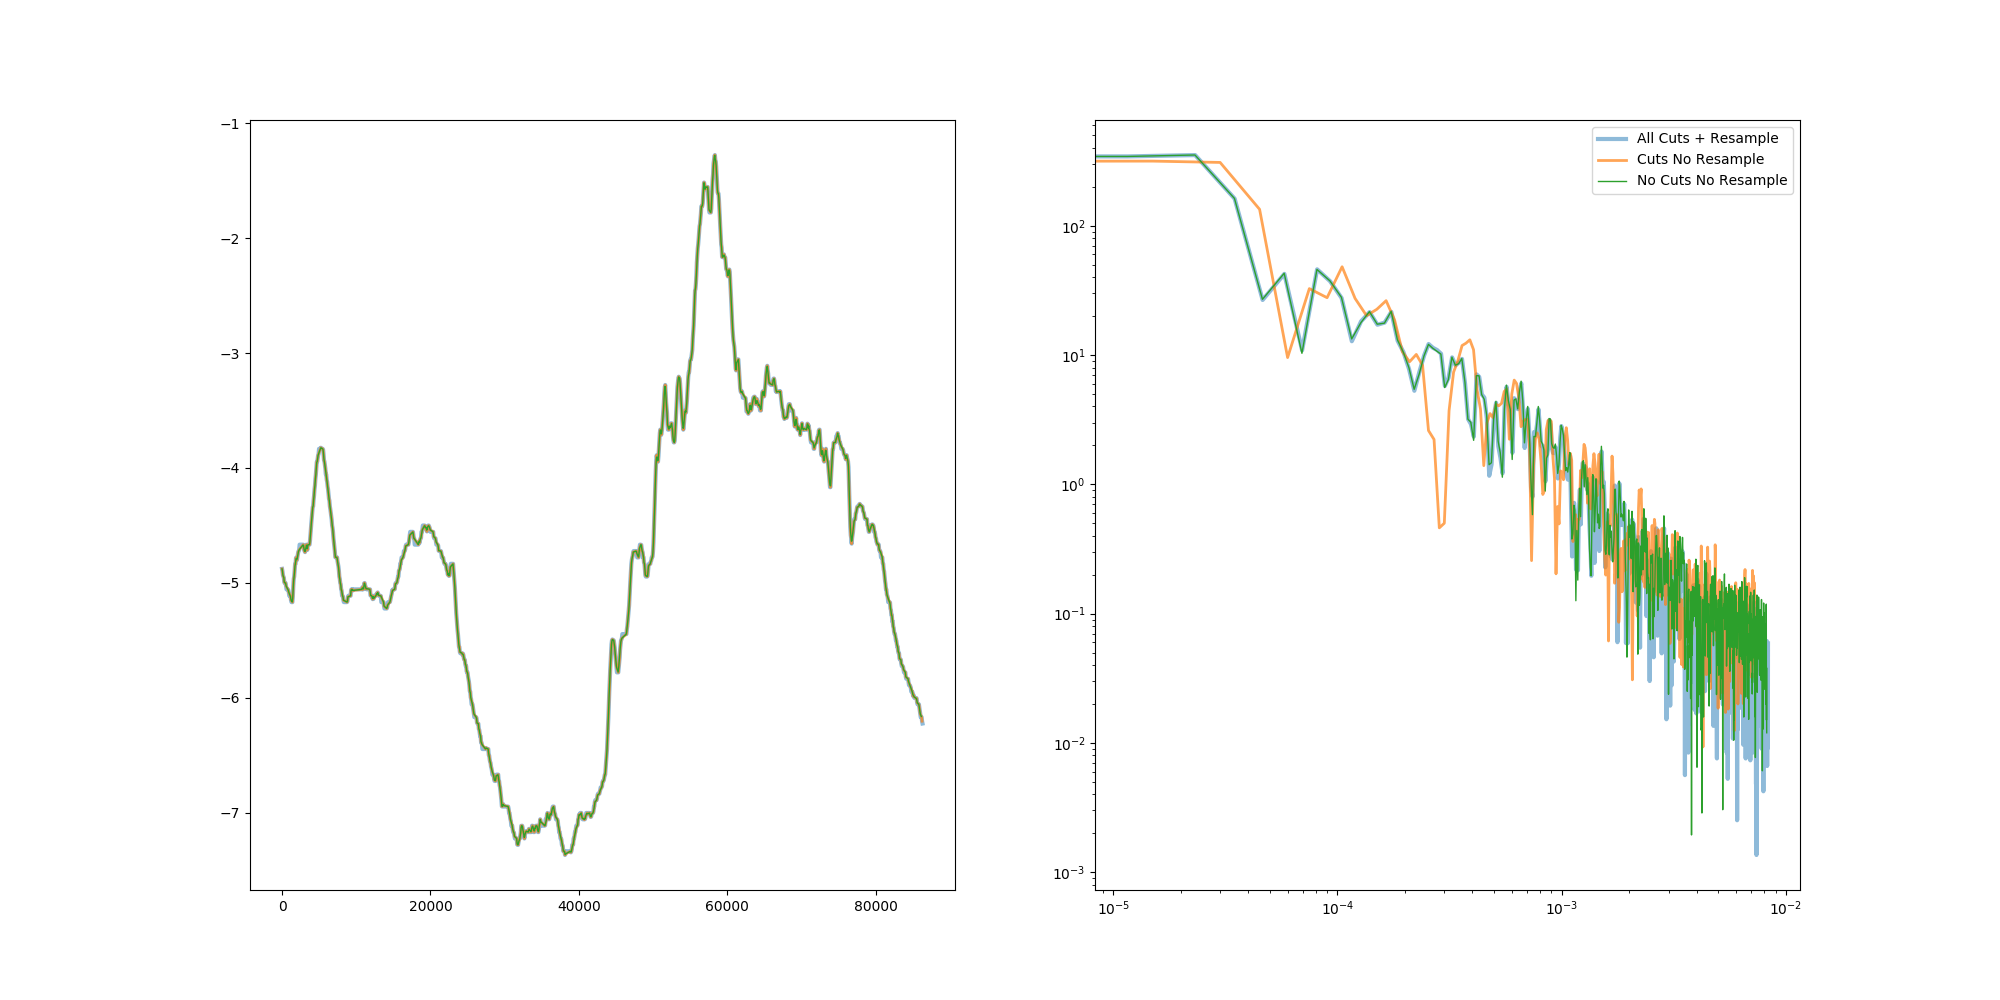 −1
−2
−3
−4
−5
−6
−7
0 20000 40000 60000 80000
All Cuts + Resample
Cuts No Resample
No Cuts No Resample
10²
10¹
10⁰
10⁻¹
10⁻²
10⁻³
10⁻⁵ 10⁻⁴ 10⁻³ 10⁻²